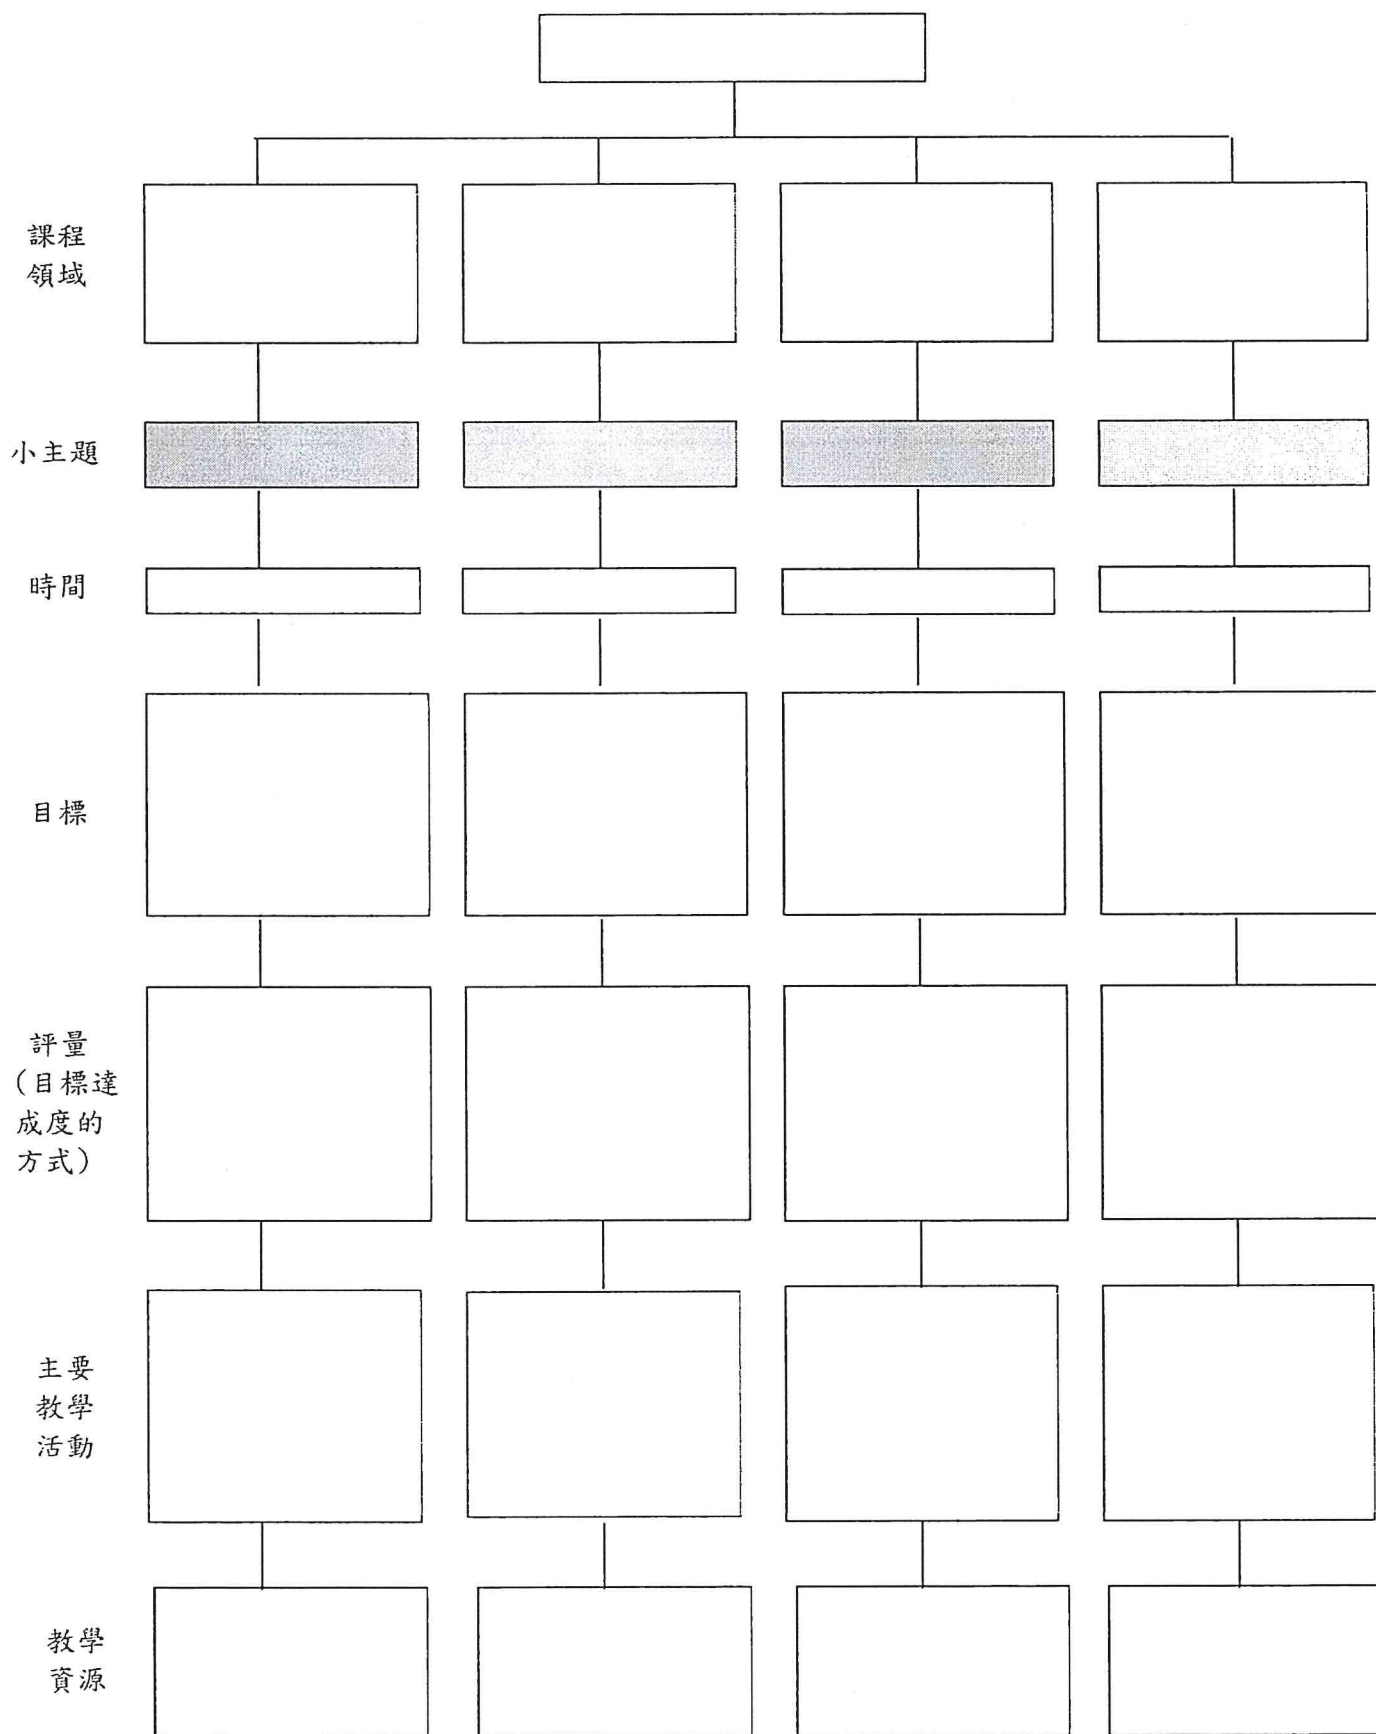 課程
領域
小主題
時間
目標
評量
（目標達
成度的
方式）
主要
教學
活動
教學
資源